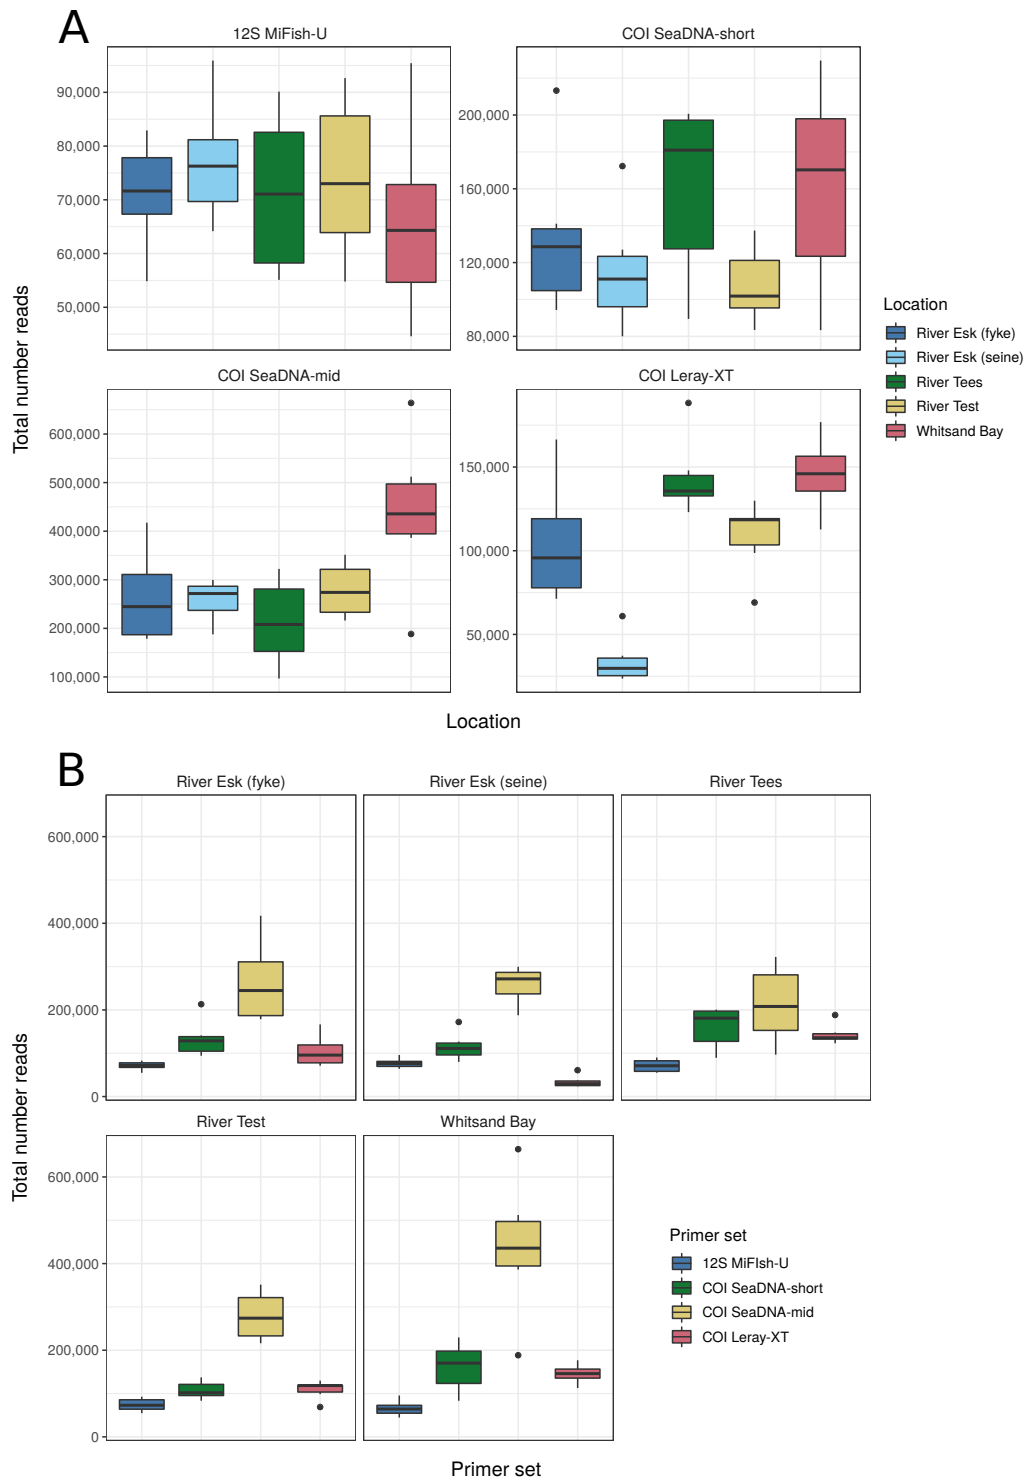 A
12S MiFish-U
COI SeaDNA-short
90,000
80,000
70,000
60,000
50,000
200,000
160,000
120,000
80,000
Total number reads
COI SeaDNA-mid
COI Leray-XT
600,000
500,000
400,000
300,000
200,000
100,000
150,000
100,000
50,000
Location
Location
River Esk (fyke)
River Esk (seine)
River Tees
River Test
Whitsand Bay
B
River Esk (fyke)
River Esk (seine)
River Tees
600,000
400,000
200,000
0
Total number reads
River Test
Whitsand Bay
600,000
400,000
200,000
0
Primer set
Primer set
12S MiFIsh-U
COI SeaDNA-short
COI SeaDNA-mid
COI Leray-XT